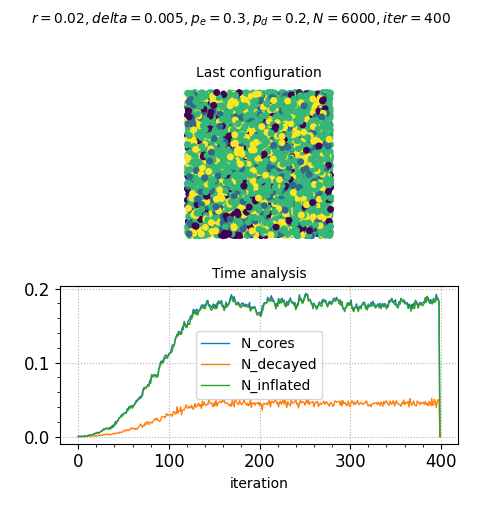 r = 0.02, delta = 0.005, p_e = 0.3, p_d = 0.2, N = 6000, iter = 400
Last configuration
Time analysis
0.2
0.1
0.0
N_cores
N_decayed
N_inflated
0 100 200 300 400
iteration